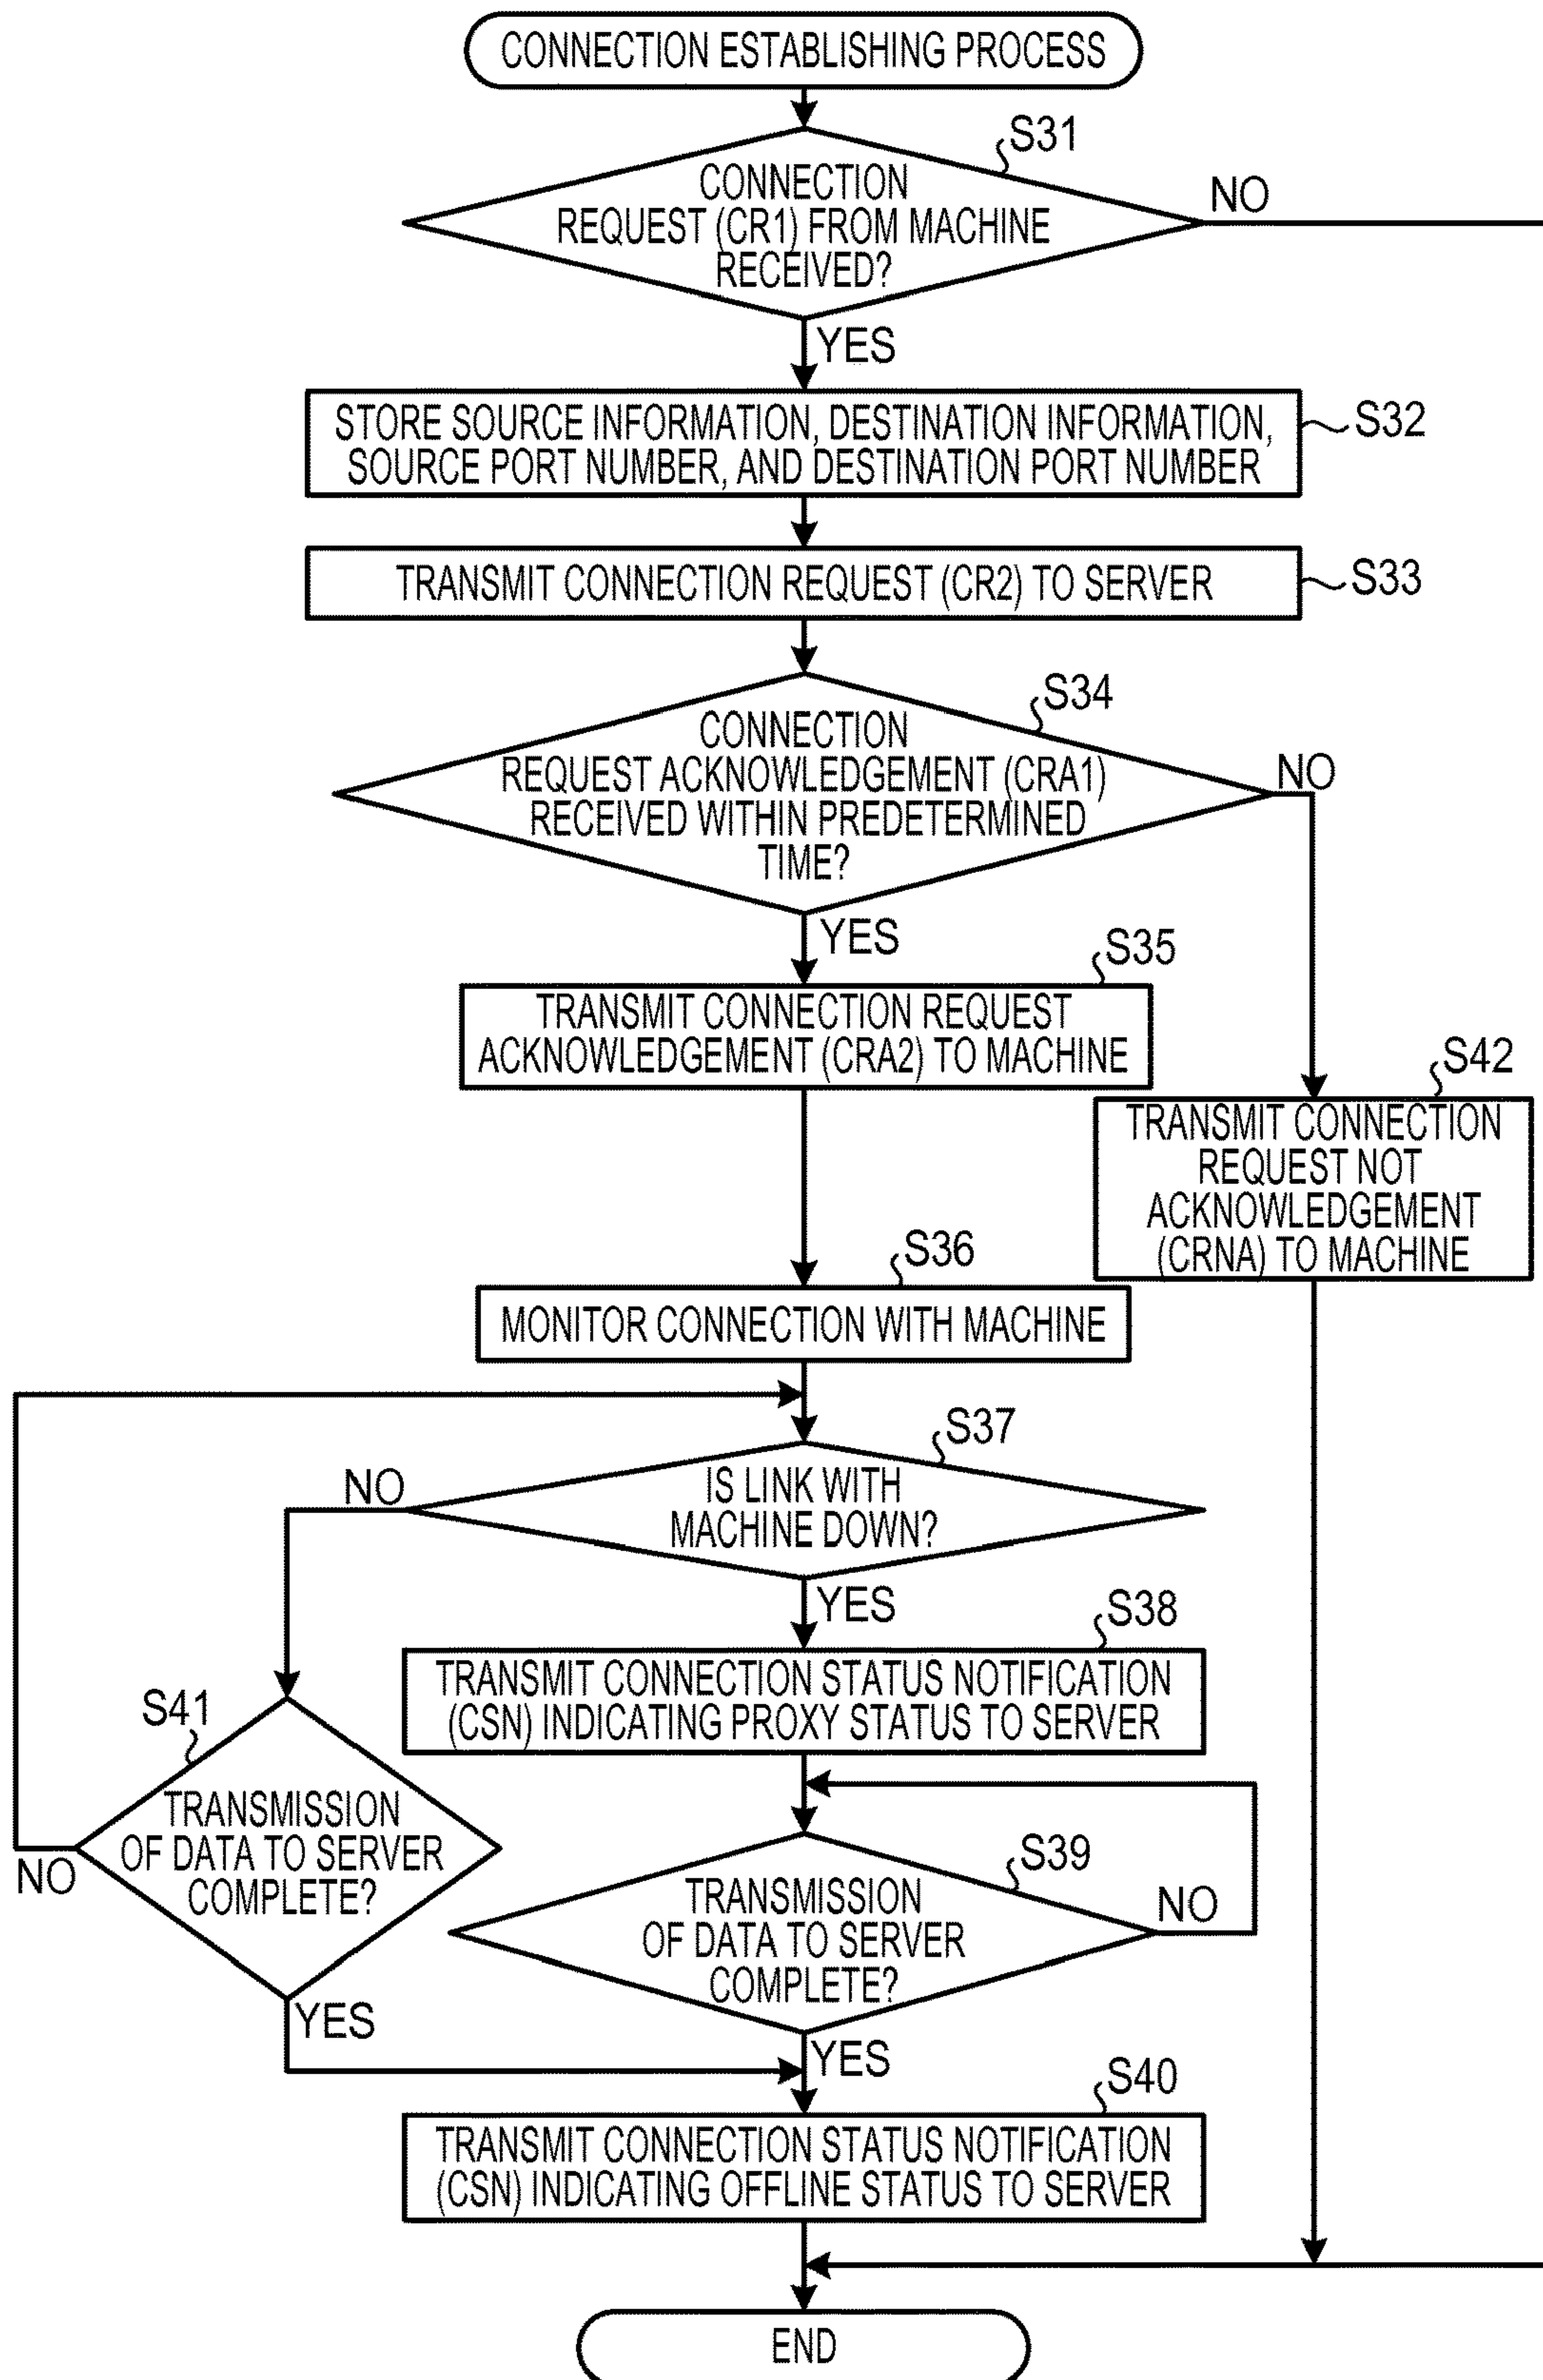 CONNECTION ESTABLISHING PROCESS
S31
CONNECTION
REQUEST (CR1) FROM MACHINE
RECEIVED?
NO
YES
STORE SOURCE INFORMATION, DESTINATION INFORMATION,
SOURCE PORT NUMBER, AND DESTINATION PORT NUMBER
S32
TRANSMIT CONNECTION REQUEST (CR2) TO SERVER
S33
S34
CONNECTION
REQUEST ACKNOWLEDGEMENT (CRA1)
RECEIVED WITHIN PREDETERMINED
TIME?
NO
YES
S35
TRANSMIT CONNECTION REQUEST
ACKNOWLEDGEMENT (CRA2) TO MACHINE
S42
TRANSMIT CONNECTION
REQUEST NOT
ACKNOWLEDGEMENT
(CRNA) TO MACHINE
S36
MONITOR CONNECTION WITH MACHINE
S37
IS LINK WITH
MACHINE DOWN?
NO
YES
S38
TRANSMIT CONNECTION STATUS NOTIFICATION
(CSN) INDICATING PROXY STATUS TO SERVER
S41
TRANSMISSION
OF DATA TO SERVER
COMPLETE?
NO
YES
S39
TRANSMISSION
OF DATA TO SERVER
COMPLETE?
NO
YES
S40
TRANSMIT CONNECTION STATUS NOTIFICATION
(CSN) INDICATING OFFLINE STATUS TO SERVER
END